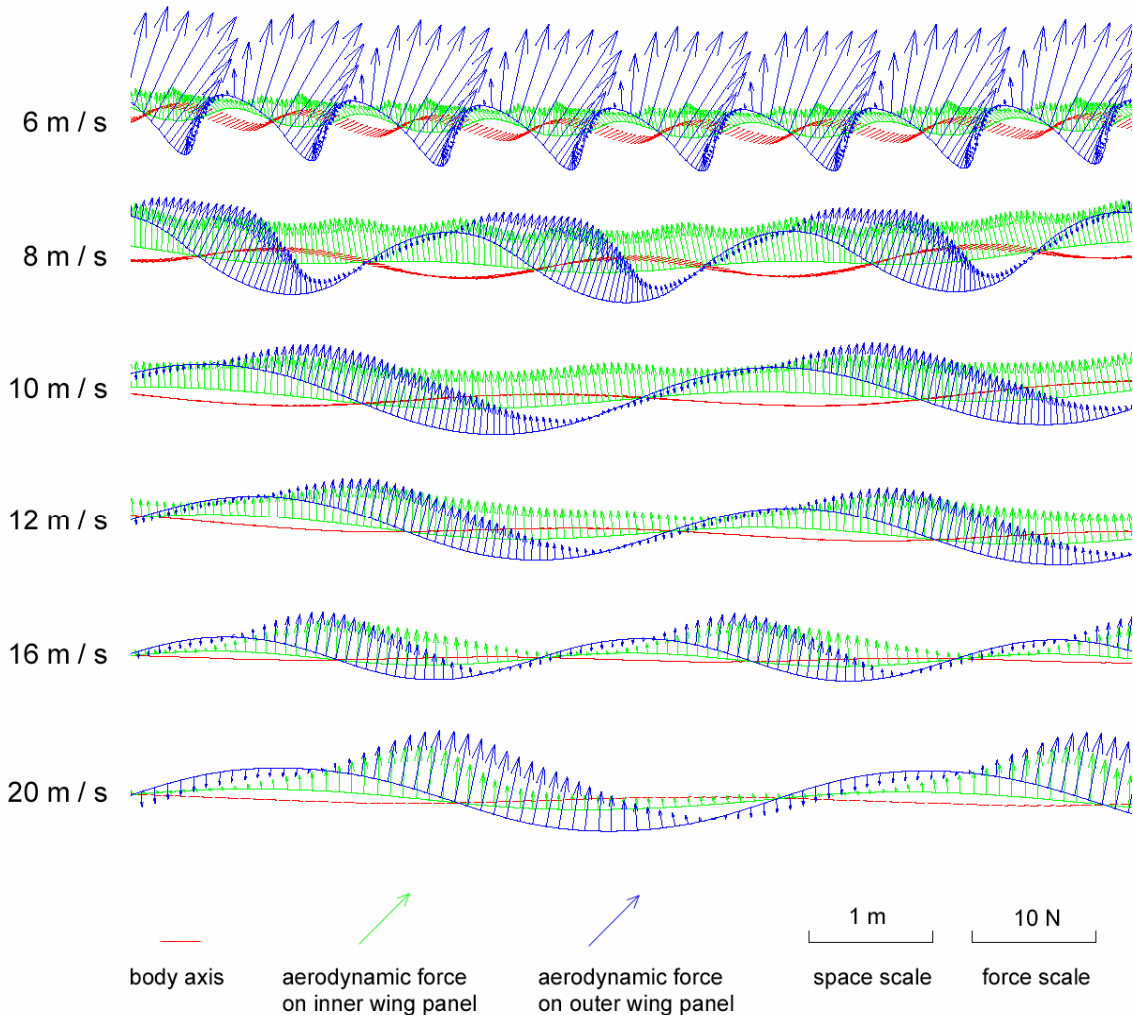 6 m / s
8 m / s
10 m / s
12 m / s
16 m / s
20 m / s
1 m
10 N
body axis
aerodynamic force
on inner wing panel
aerodynamic force
on outer wing panel
space scale
force scale